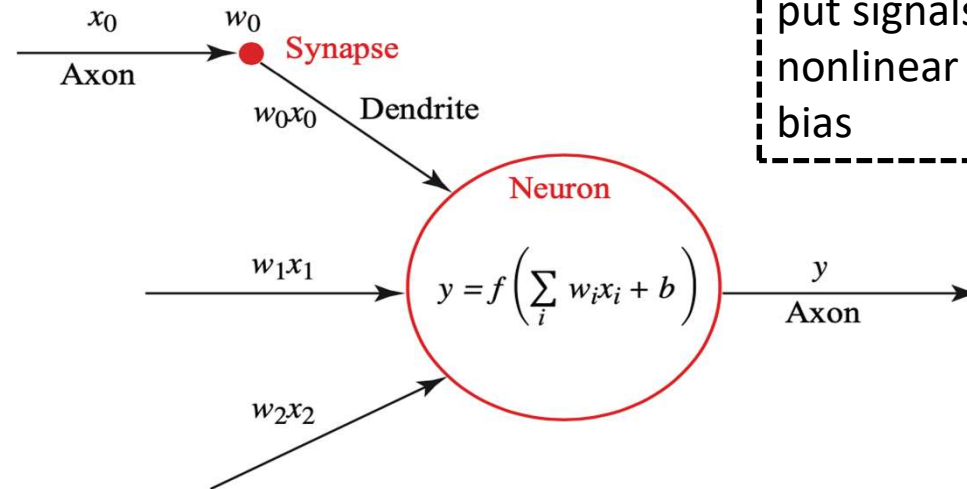 x₀
w₀
Synapse
Axon
w₀x₀
Dendrite
put signals
nonlinear
bias
Neuron
w₁x₁
y = f(∑ᵢ wᵢxᵢ + b)
y
Axon
w₂x₂